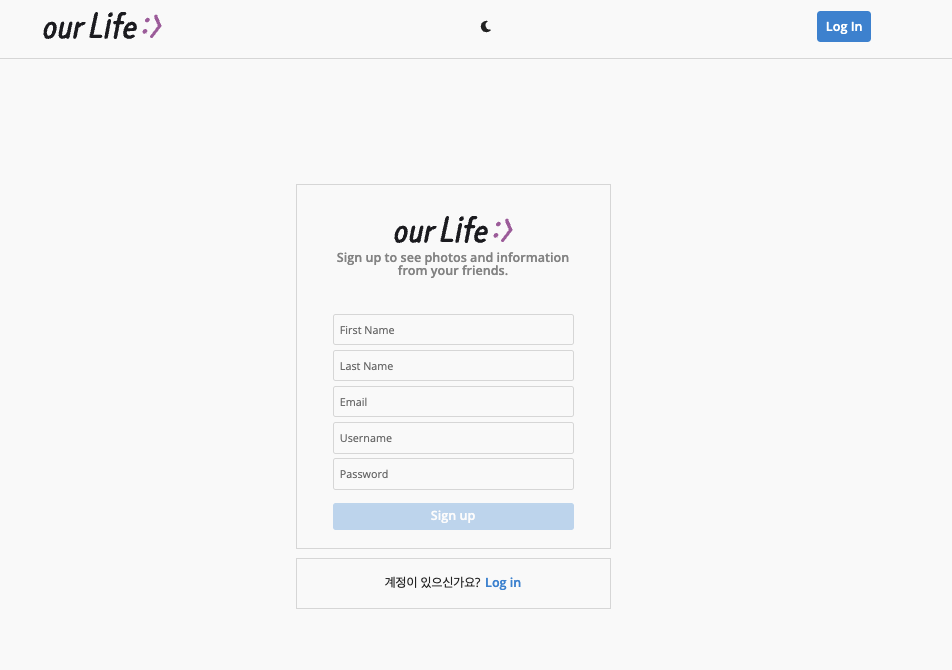 our Life :>
Log In
our Life :>
Sign up to see photos and information
from your friends.
First Name
Last Name
Email
Username
Password
Sign up
계정이 있으신가요? Log in